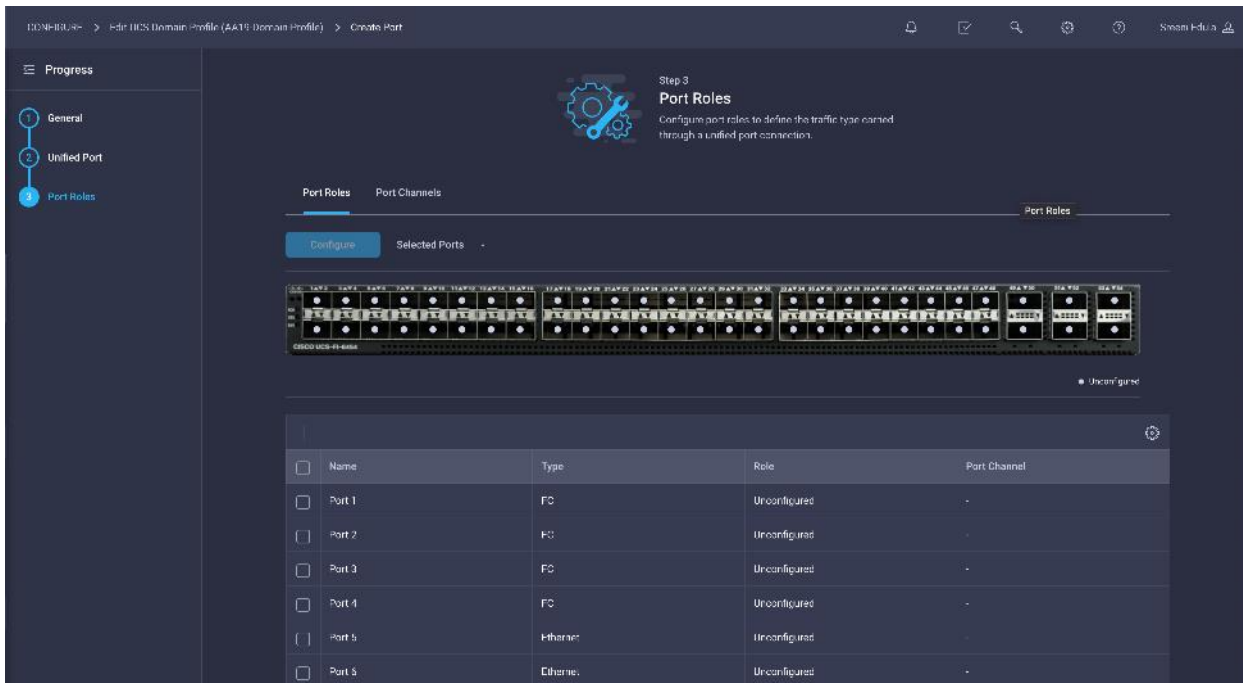 CONFIGURE > Edit UCS Domain Profile (AA19-Domain Profile) > Create Port
Progress
1 General
2 Unified Port
3 Port Roles
Step 3
Port Roles
Configure port roles to define the traffic type carried
through a unified port connection.
Port Roles Port Channels
Port Roles
Configure Selected Ports -
CISCO UCS-FI-6454
Unconfigured
Name Type Role Port Channel
Port 1 FC Unconfigured -
Port 2 FC Unconfigured -
Port 3 FC Unconfigured -
Port 4 FC Unconfigured -
Port 5 Ethernet Unconfigured -
Port 6 Ethernet Unconfigured